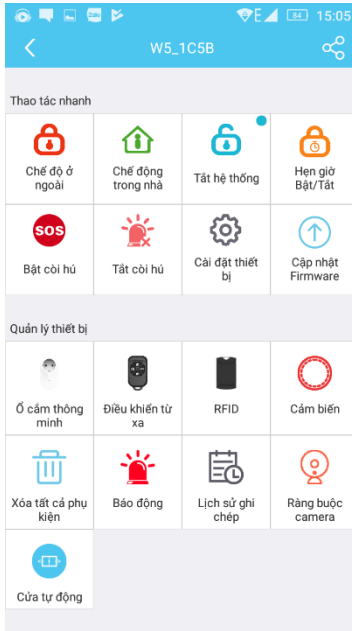 84 15:05
W5_1C5B
Thao tác nhanh
Chế độ ở
ngoài
Chế động
trong nhà
Tắt hệ thống
Hẹn giờ
Bật/Tắt
SOS
Bật còi hú
Tắt còi hú
Cài đặt thiết
bị
Cập nhật
Firmware
Quản lý thiết bị
Ổ cắm thông
minh
Điều khiển từ
xa
RFID
Cảm biến
Xóa tất cả phụ
kiện
Báo động
Lịch sử ghi
chép
Ràng buộc
camera
Cửa tự động